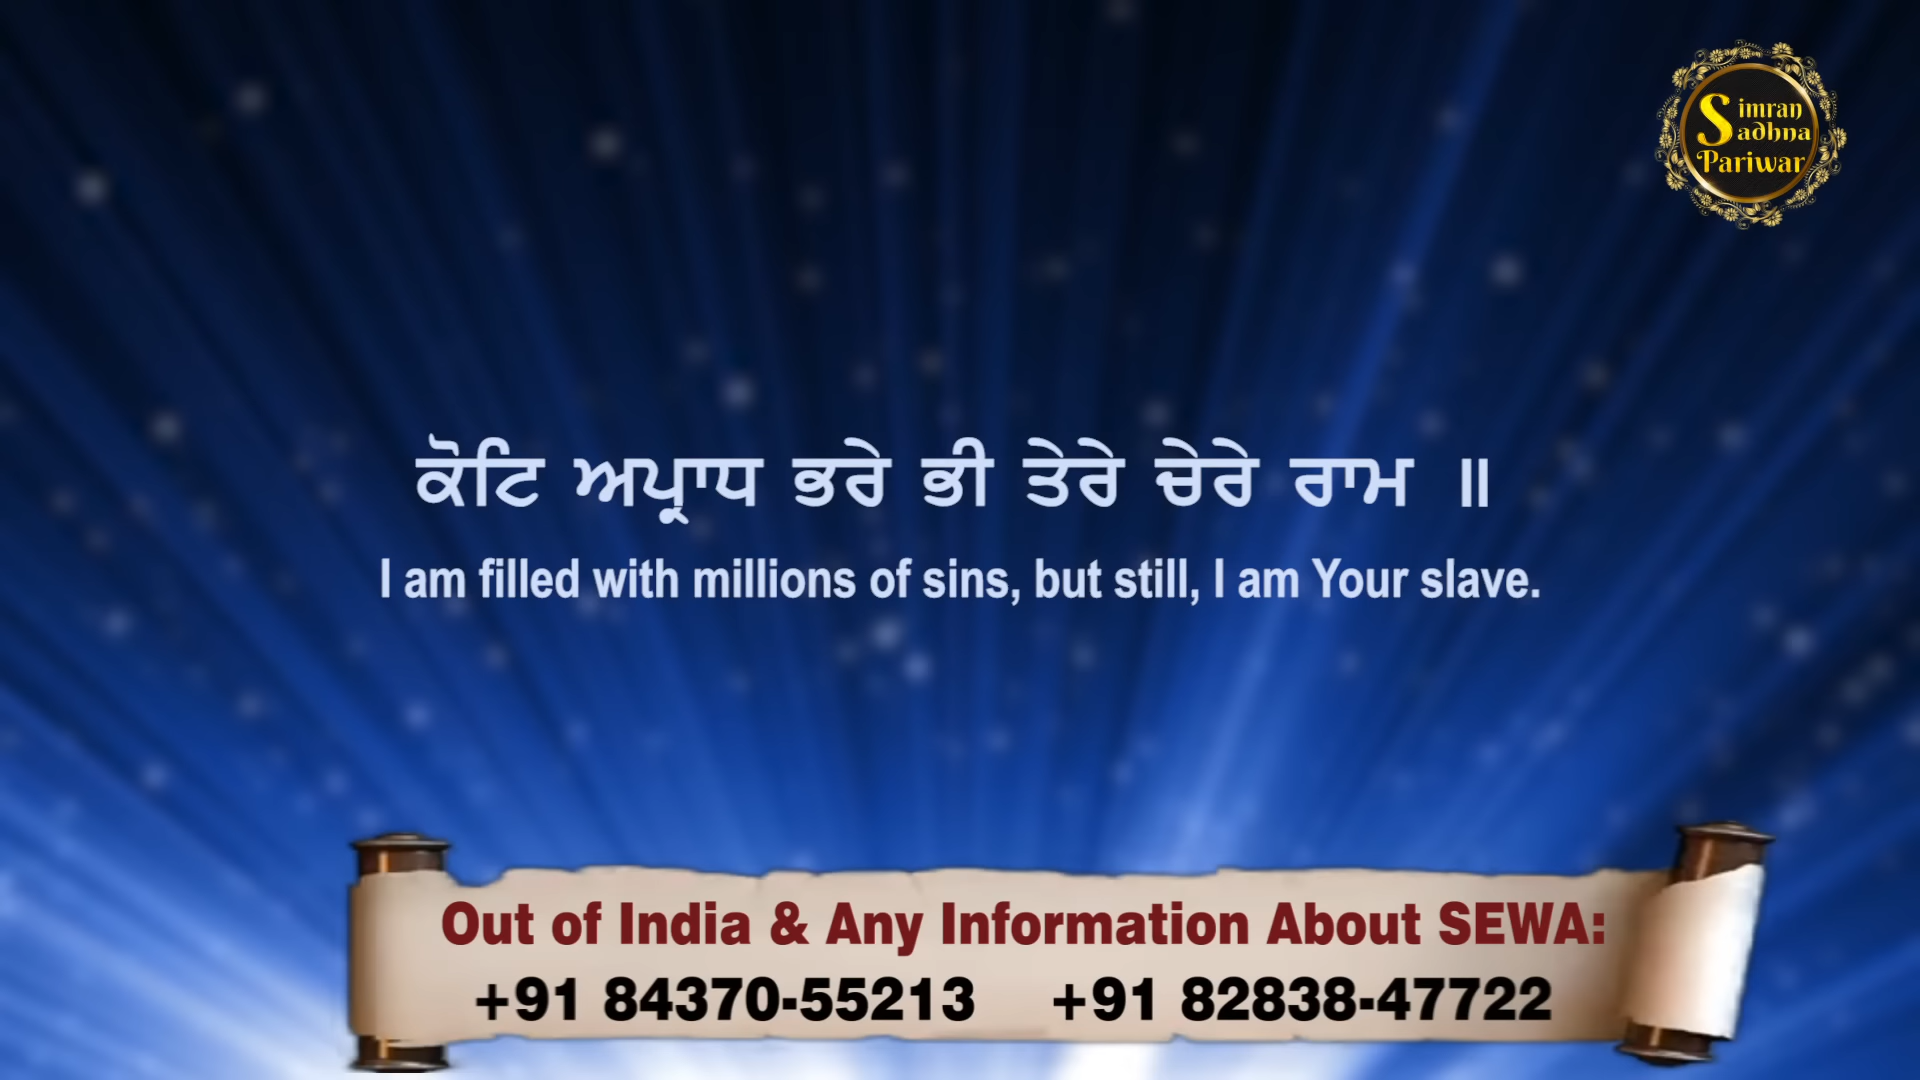 Simran
Sadhna
Pariwar
ਕੋਟਿ ਅਪ੍ਰਾਧ ਭਰੇ ਭੀ ਤੇਰੇ ਚੇਰੇ ਰਾਮ ॥
I am filled with millions of sins, but still, I am Your slave.
Out of India & Any Information About SEWA:
+91 84370-55213 +91 82838-47722